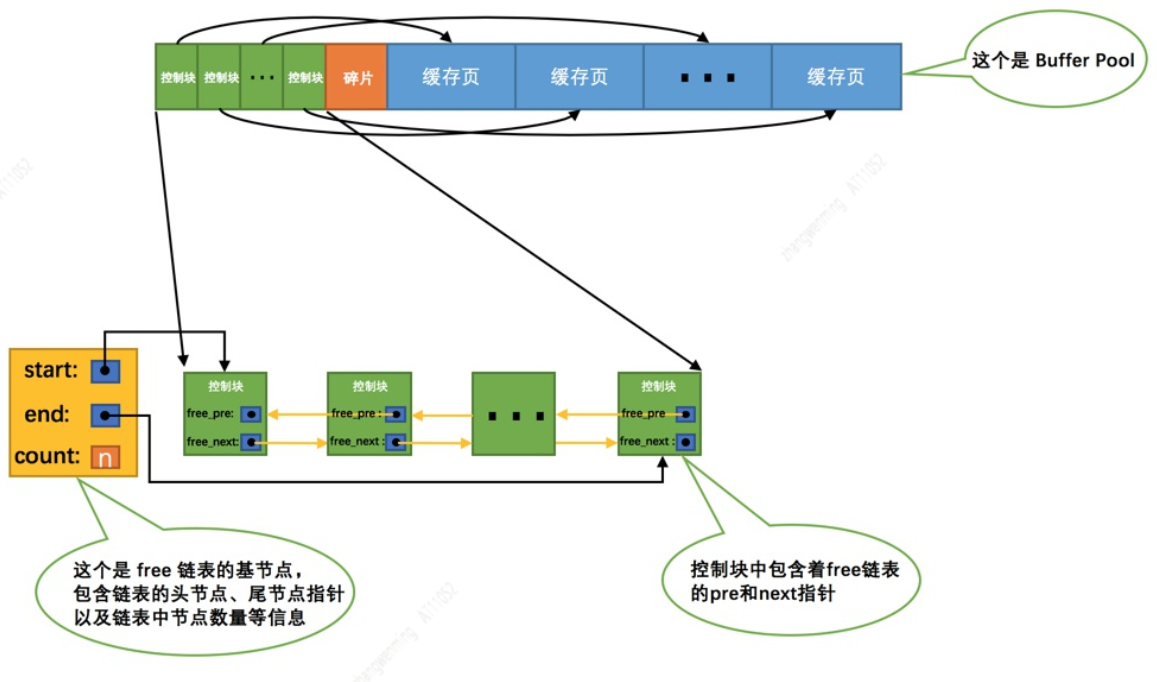 控制块
控制块
···
控制块
碎片
缓存页
缓存页
···
缓存页
这个是 Buffer Pool
start:
end:
count: n
控制块
free_pre:
free_next:
控制块
free_pre :
free_next :
···
控制块
free_pre
free_next :
这个是 free 链表的基节点，
包含链表的头节点、尾节点指针
以及链表中节点数量等信息
控制块中包含着free链表
的pre和next指针
AT11052
zhangwenming AT11052
zhangwenming AT11052